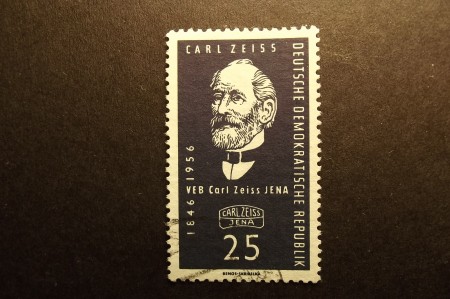 CARL ZEISS
DEUTSCHE DEMOKRATISCHE REPUBLIK
1846-1956
VEB Carl Zeiss JENA
CARL ZEISS
JENA
25